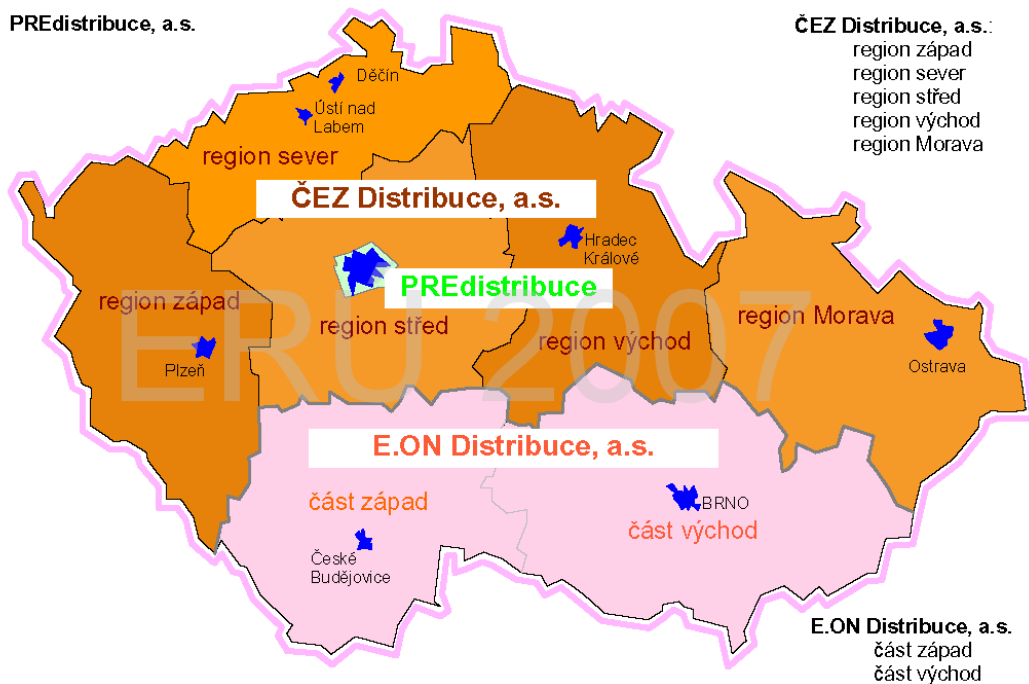 PREdistribuce, a.s.
ČEZ Distribuce, a.s.:
region západ
region sever
region střed
region východ
region Morava
Děčín
Ústí nad
Labem
region sever
ČEZ Distribuce, a.s.
Hradec
Králové
PREdistribuce
region západ
region střed
region východ
region Morava
Plzeň
Ostrava
ERU 2007
E.ON Distribuce, a.s.
část západ
BRNO
část východ
České
Budějovice
E.ON Distribuce, a.s.
část západ
část východ